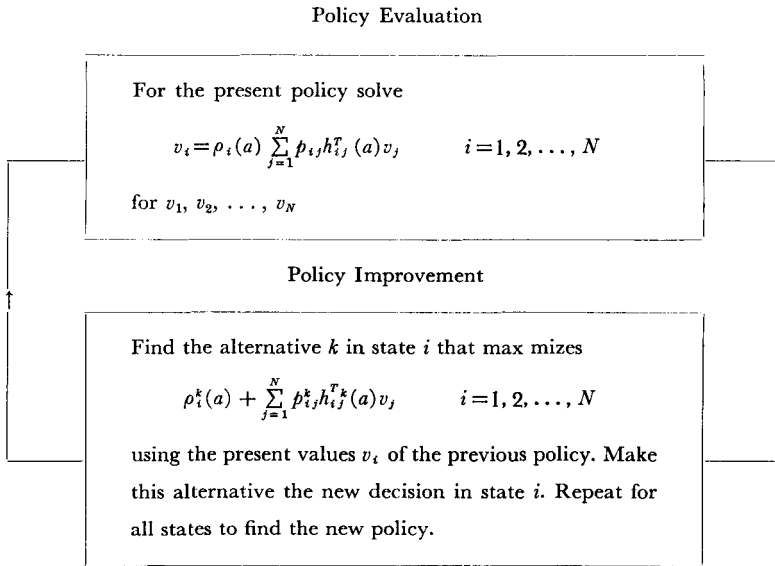 Policy Evaluation
For the present policy solve
v_i=ρ_i(a) ∑_{j=1}^{N} p_{ij}h_{ij}^T(a)v_j i=1, 2, . . . , N
for v_1, v_2, . . . , v_N
Policy Improvement
↑
Find the alternative k in state i that max mizes
ρ_i^k(a) + ∑_{j=1}^{N} p_{ij}^k h_{ij}^{T k}(a)v_j i=1, 2, . . . , N
using the present values v_i of the previous policy. Make
this alternative the new decision in state i. Repeat for
all states to find the new policy.